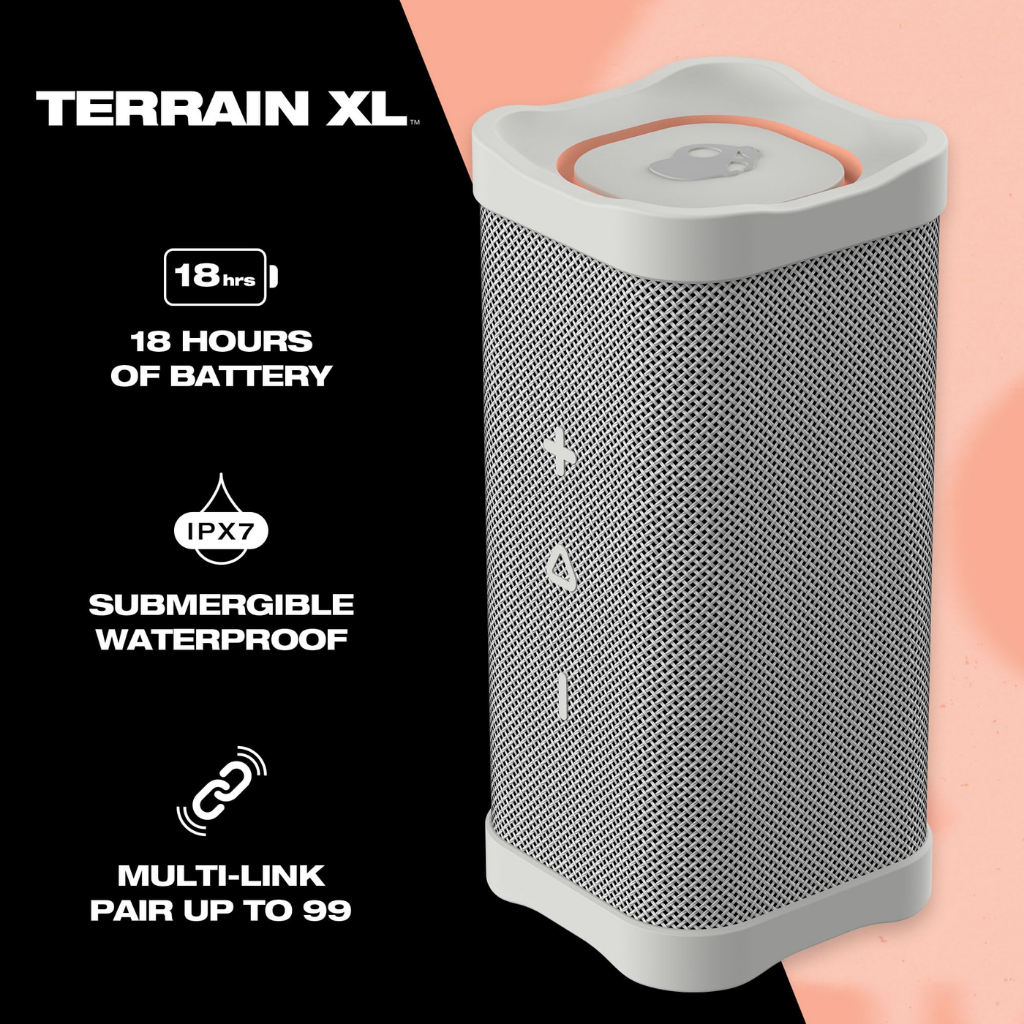 TERRAIN XL™
18hrs
18 HOURS
OF BATTERY
IPX7
SUBMERGIBLE
WATERPROOF
MULTI-LINK
PAIR UP TO 99